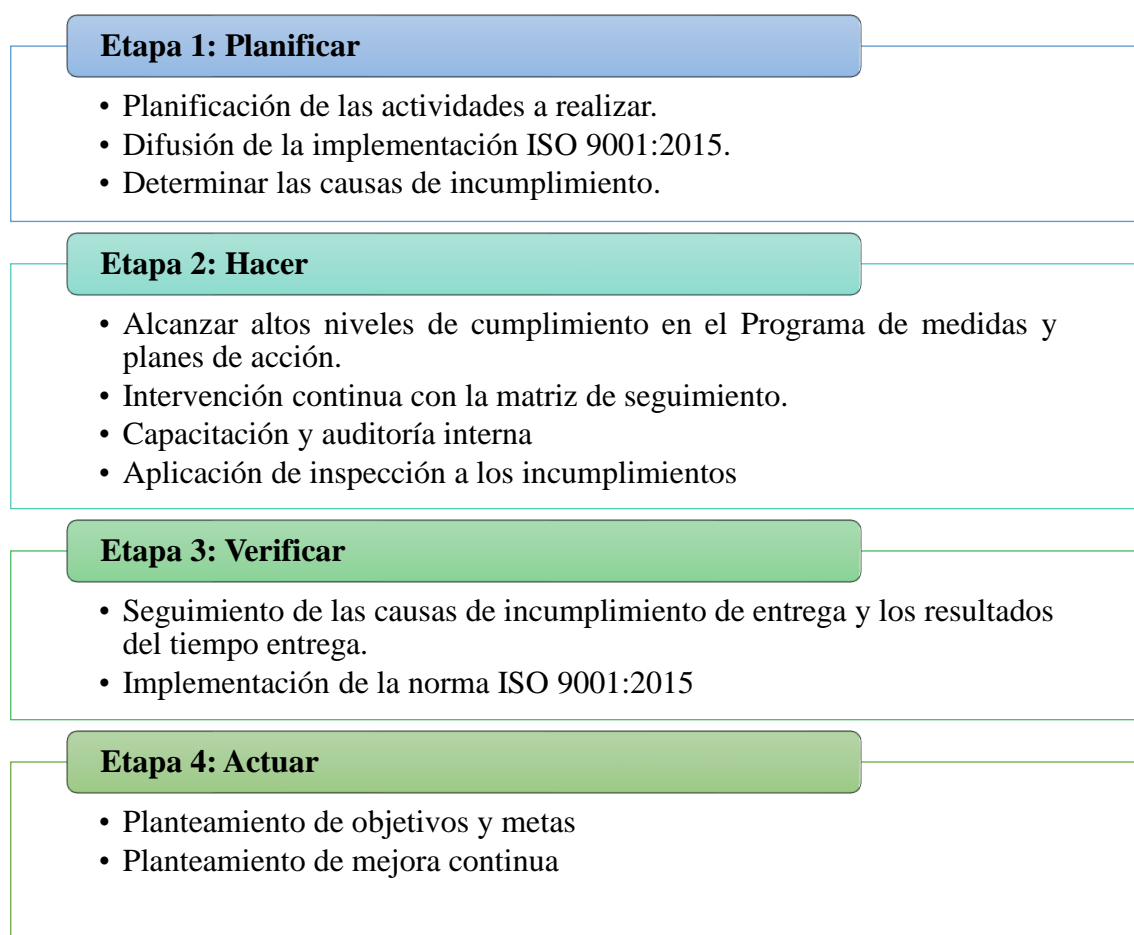 Etapa 1: Planificar
• Planificación de las actividades a realizar.
• Difusión de la implementación ISO 9001:2015.
• Determinar las causas de incumplimiento.
Etapa 2: Hacer
• Alcanzar altos niveles de cumplimiento en el Programa de medidas y
planes de acción.
• Intervención continua con la matriz de seguimiento.
• Capacitación y auditoría interna
• Aplicación de inspección a los incumplimientos
Etapa 3: Verificar
• Seguimiento de las causas de incumplimiento de entrega y los resultados
del tiempo entrega.
• Implementación de la norma ISO 9001:2015
Etapa 4: Actuar
• Planteamiento de objetivos y metas
• Planteamiento de mejora continua